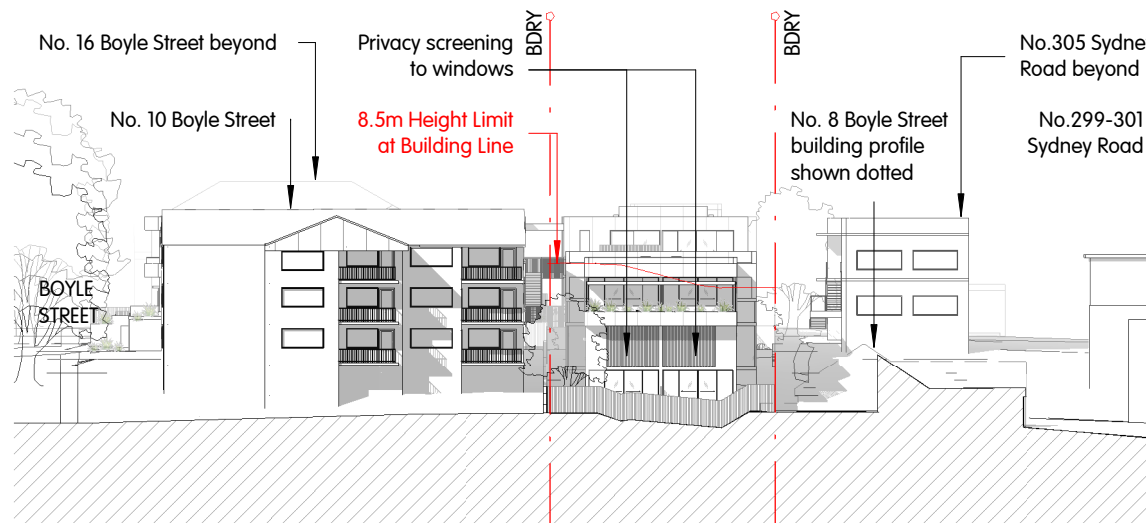 No. 16 Boyle Street beyond
No. 10 Boyle Street
Privacy screening
to windows
8.5m Height Limit
at Building Line
BDRY
BDRY
No. 8 Boyle Street
building profile
shown dotted
No.305 Sydne
Road beyond
No.299-301
Sydney Road
BOYLE
STREET